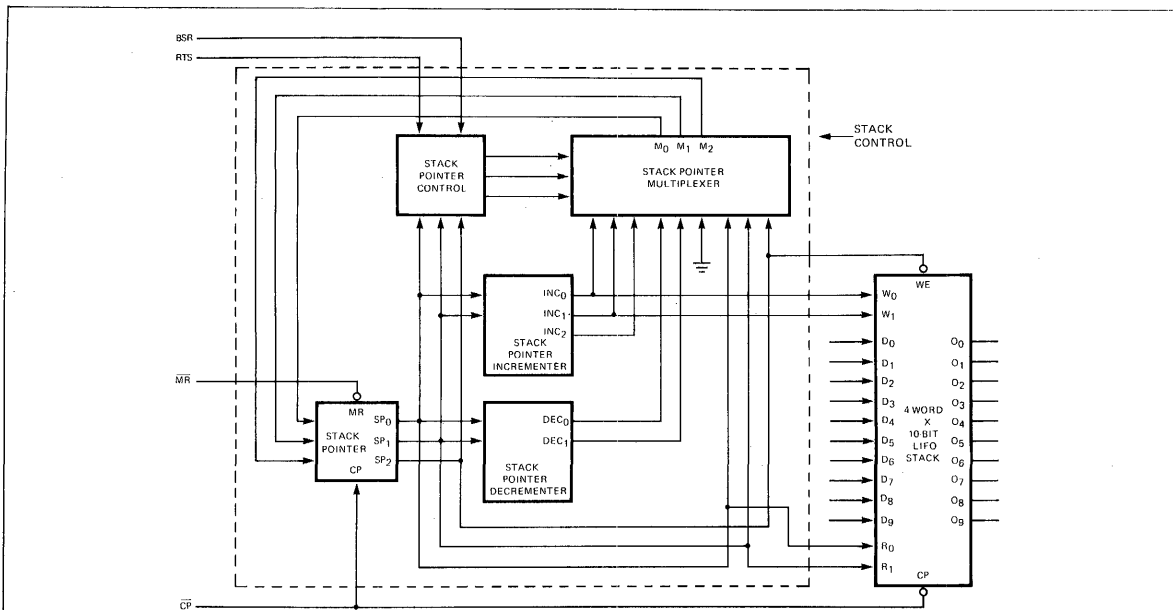 BSR
RTS
STACK
CONTROL
M₀ M₁ M₂
STACK
POINTER
CONTROL
STACK POINTER
MULTIPLEXER
WE
INC₀
INC₁
INC₂
STACK
POINTER
INCREMENTER
W₀
W₁
D₀
D₁
D₂
D₃
D₄
D₅
D₆
D₇
D₈
D₉
R₀
R₁
4 WORD
X
10-BIT
LIFO
STACK
O₀
O₁
O₂
O₃
O₄
O₅
O₆
O₇
O₈
O₉
CP
M̅R̅
MR
STACK
POINTER
CP
SP₀
SP₁
SP₂
DEC₀
DEC₁
STACK
POINTER
DECREMENTER
C̅P̅